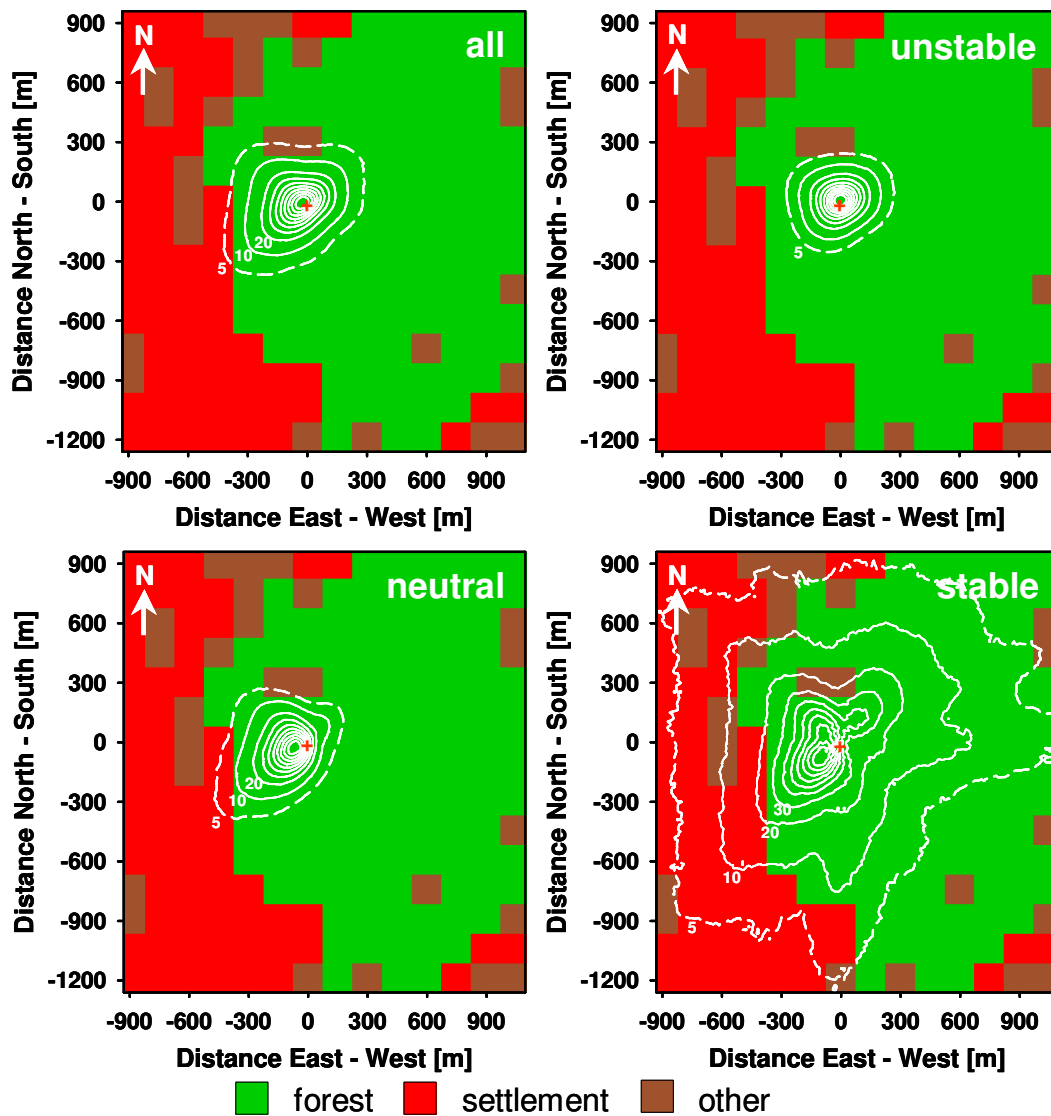 all
N
Distance North - South [m]
900
600
300
0
-300
-600
-900
-1200
20
10
5
-900 -600 -300 0 300 600 900
Distance East - West [m]
unstable
N
Distance North - South [m]
900
600
300
0
-300
-600
-900
-1200
5
-900 -600 -300 0 300 600 900
Distance East - West [m]
neutral
N
Distance North - South [m]
900
600
300
0
-300
-600
-900
-1200
20
10
5
-900 -600 -300 0 300 600 900
Distance East - West [m]
stable
N
Distance North - South [m]
900
600
300
0
-300
-600
-900
-1200
30
20
10
5
-900 -600 -300 0 300 600 900
Distance East - West [m]
forest settlement other